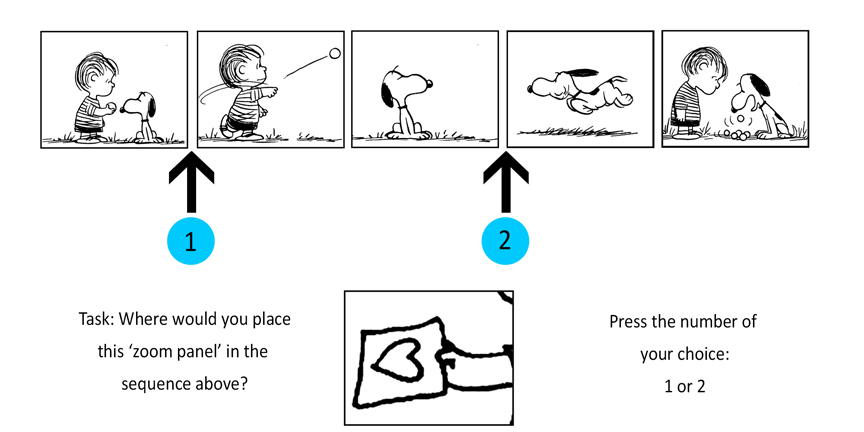 1
2
Task: Where would you place
this ‘zoom panel’ in the
sequence above?
Press the number of
your choice:
1 or 2